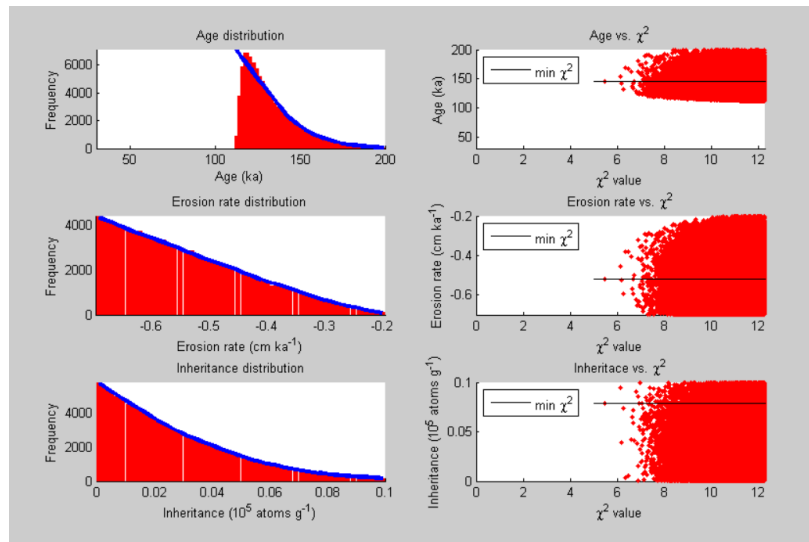 Age distribution
Frequency
6000
4000
2000
0
50
100
150
200
Age (ka)
Age vs. χ²
Age (ka)
200
150
100
50
min χ²
0
2
4
6
8
10
12
χ² value
Erosion rate distribution
Frequency
4000
2000
0
-0.6
-0.5
-0.4
-0.3
-0.2
Erosion rate (cm ka⁻¹)
Erosion rate vs. χ²
Erosion rate (cm ka⁻¹)
-0.2
-0.4
-0.6
min χ²
0
2
4
6
8
10
12
χ² value
Inheritance distribution
Frequency
4000
2000
0
0
0.02
0.04
0.06
0.08
0.1
Inheritance (10⁵ atoms g⁻¹)
Inheritace vs. χ²
Inheritance (10⁵ atoms g⁻¹)
0.1
0.05
0
min χ²
0
2
4
6
8
10
12
χ² value